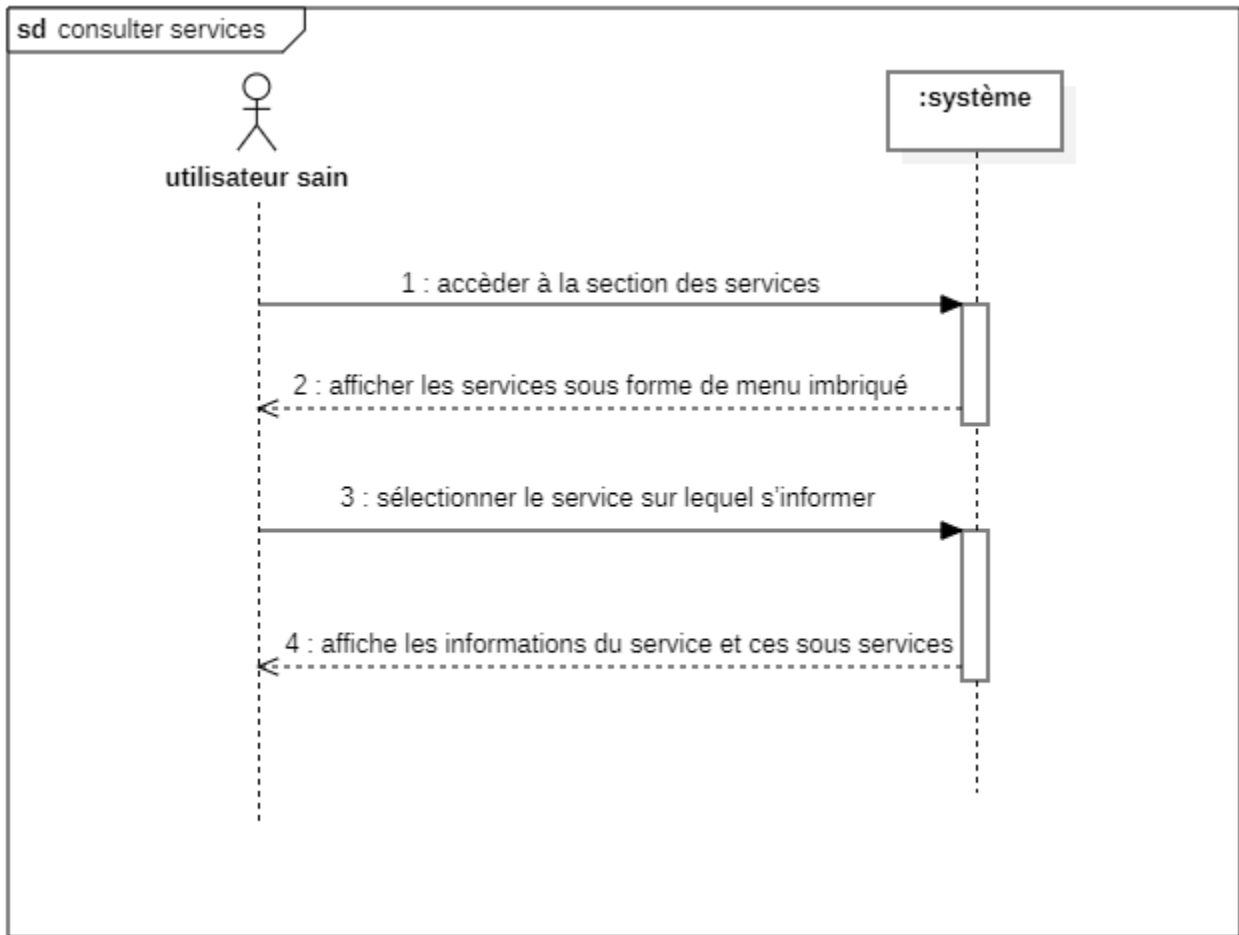 sd consulter services
:système
utilisateur sain
1 : accèder à la section des services
2 : afficher les services sous forme de menu imbriqué
3 : sélectionner le service sur lequel s'informer
4 : affiche les informations du service et ces sous services